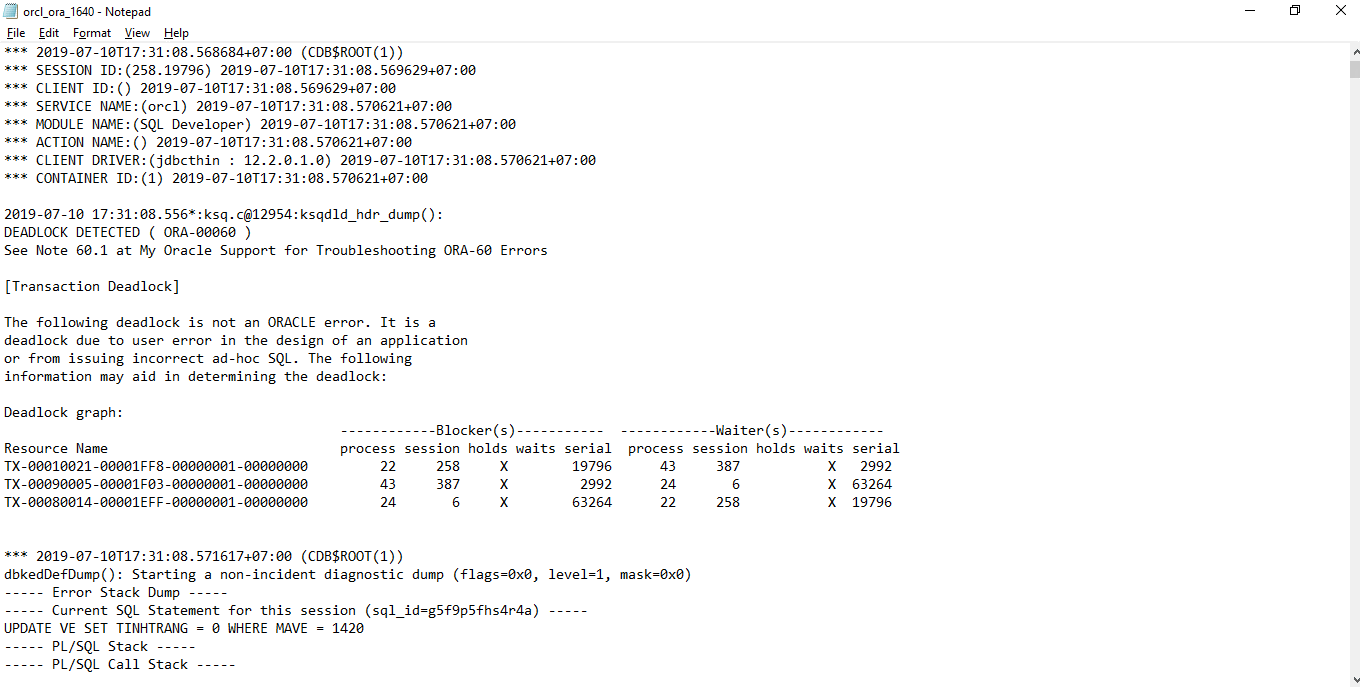 orcl_ora_1640 - Notepad
File Edit Format View Help
*** 2019-07-10T17:31:08.568684+07:00 (CDB$ROOT(1))
*** SESSION ID:(258.19796) 2019-07-10T17:31:08.569629+07:00
*** CLIENT ID:() 2019-07-10T17:31:08.569629+07:00
*** SERVICE NAME:(orcl) 2019-07-10T17:31:08.570621+07:00
*** MODULE NAME:(SQL Developer) 2019-07-10T17:31:08.570621+07:00
*** ACTION NAME:() 2019-07-10T17:31:08.570621+07:00
*** CLIENT DRIVER:(jdbcthin : 12.2.0.1.0) 2019-07-10T17:31:08.570621+07:00
*** CONTAINER ID:(1) 2019-07-10T17:31:08.570621+07:00

2019-07-10 17:31:08.556*:ksq.c@12954:ksqdld_hdr_dump():
DEADLOCK DETECTED ( ORA-00060 )
See Note 60.1 at My Oracle Support for Troubleshooting ORA-60 Errors

[Transaction Deadlock]

The following deadlock is not an ORACLE error. It is a
deadlock due to user error in the design of an application
or from issuing incorrect ad-hoc SQL. The following
information may aid in determining the deadlock:

Deadlock graph:
                                          ------------Blocker(s)-----------  ------------Waiter(s)------------
Resource Name                             process session holds waits serial  process session holds waits serial
TX-00010021-00001FF8-00000001-00000000         22     258     X        19796      43     387           X   2992
TX-00090005-00001F03-00000001-00000000         43     387     X         2992      24       6           X  63264
TX-00080014-00001EFF-00000001-00000000         24       6     X        63264      22     258           X  19796

*** 2019-07-10T17:31:08.571617+07:00 (CDB$ROOT(1))
dbkedDefDump(): Starting a non-incident diagnostic dump (flags=0x0, level=1, mask=0x0)
----- Error Stack Dump -----
----- Current SQL Statement for this session (sql_id=g5f9p5fhs4r4a) -----
UPDATE VE SET TINHTRANG = 0 WHERE MAVE = 1420
----- PL/SQL Stack -----
----- PL/SQL Call Stack -----